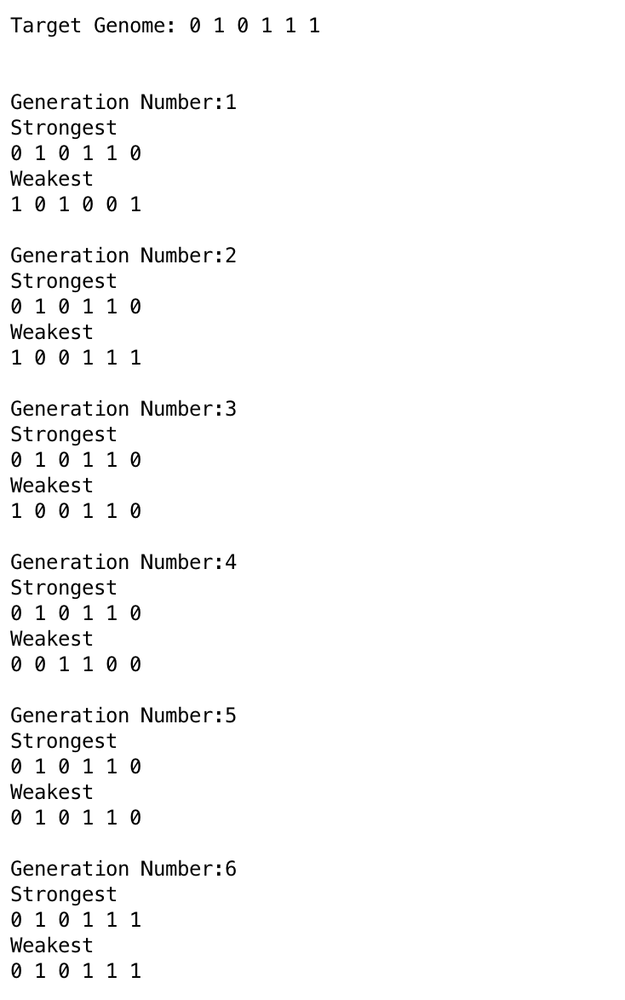 Target Genome: 0 1 0 1 1 1
Generation Number:1
Strongest
0 1 0 1 1 0
Weakest
1 0 1 0 0 1
Generation Number:2
Strongest
0 1 0 1 1 0
Weakest
1 0 0 1 1 1
Generation Number:3
Strongest
0 1 0 1 1 0
Weakest
1 0 0 1 1 0
Generation Number:4
Strongest
0 1 0 1 1 0
Weakest
0 0 1 1 0 0
Generation Number:5
Strongest
0 1 0 1 1 0
Weakest
0 1 0 1 1 0
Generation Number:6
Strongest
0 1 0 1 1 1
Weakest
0 1 0 1 1 1